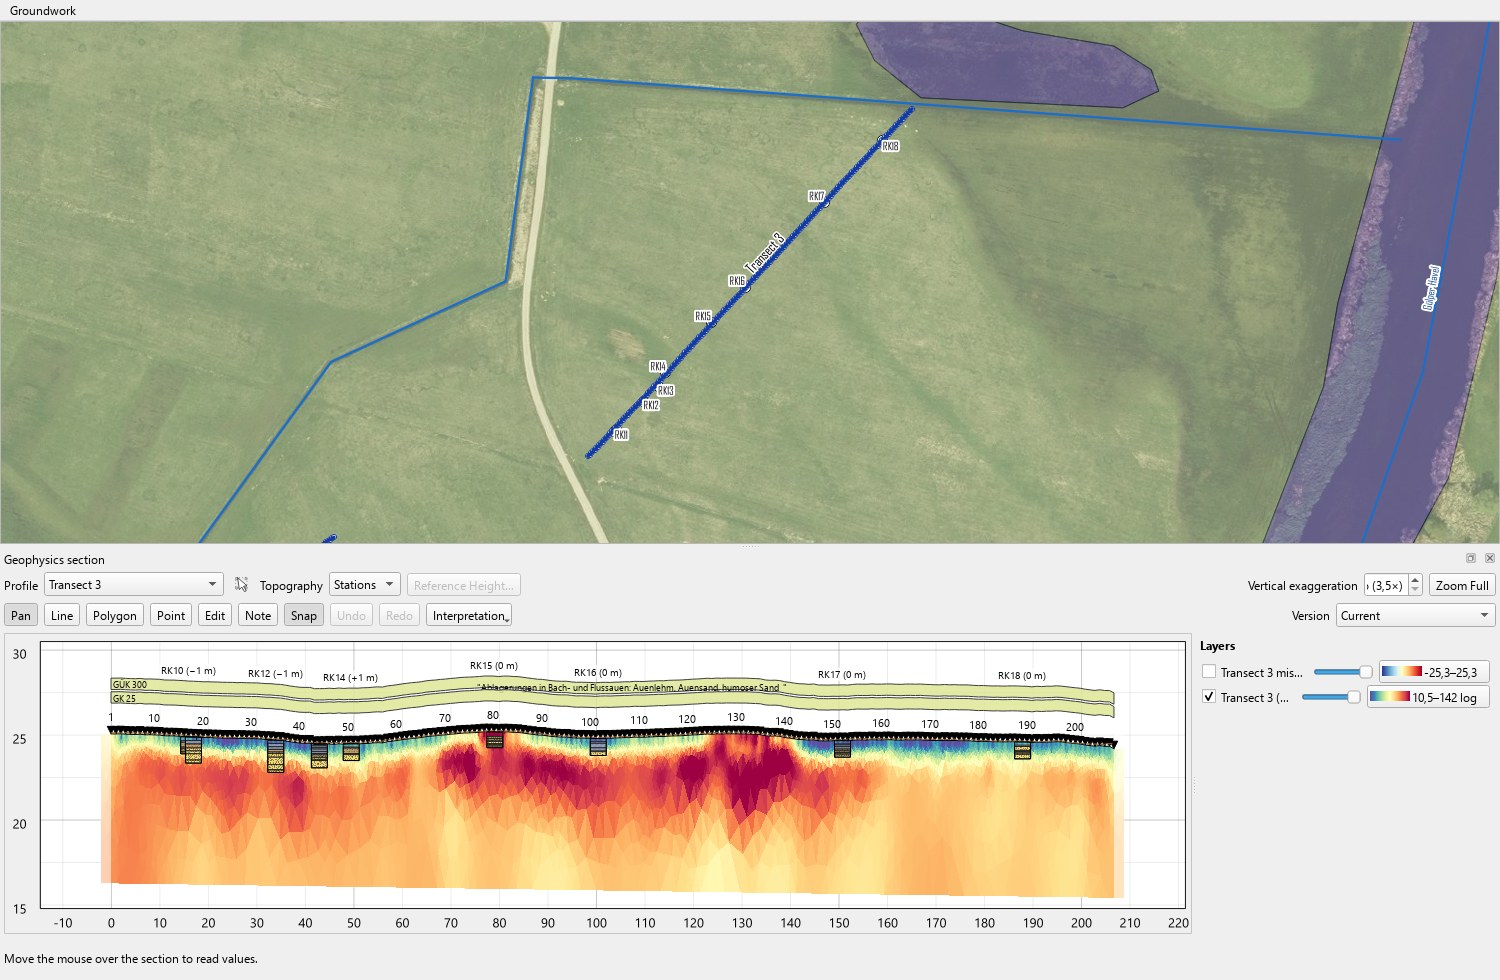 Groundwork
RK18
RK17
Transect 3
RK16
RK15
RK14
RK13
RK12
RK11
Gülper Havel
Geophysics section
Profile Transect 3 Topography Stations Reference Height... Vertical exaggeration (3,5×) Zoom Full
Pan Line Polygon Point Edit Note Snap Undo Redo Interpretation Version Current
Layers
Transect 3 mis... -25,3–25,3
Transect 3 (... 10,5–142 log
30
RK10 (−1 m) RK12 (−1 m) RK14 (+1 m) RK15 (0 m) RK16 (0 m) RK17 (0 m) RK18 (0 m)
GÜK 300
"Ablagerungen in Bach- und Flussauen: Auenlehm, Auensand, humoser Sand
GK 25
1 10 20 30 40 50 60 70 80 90 100 110 120 130 140 150 160 170 180 190 200
25
20
15
-10 0 10 20 30 40 50 60 70 80 90 100 110 120 130 140 150 160 170 180 190 200 210 220
Move the mouse over the section to read values.